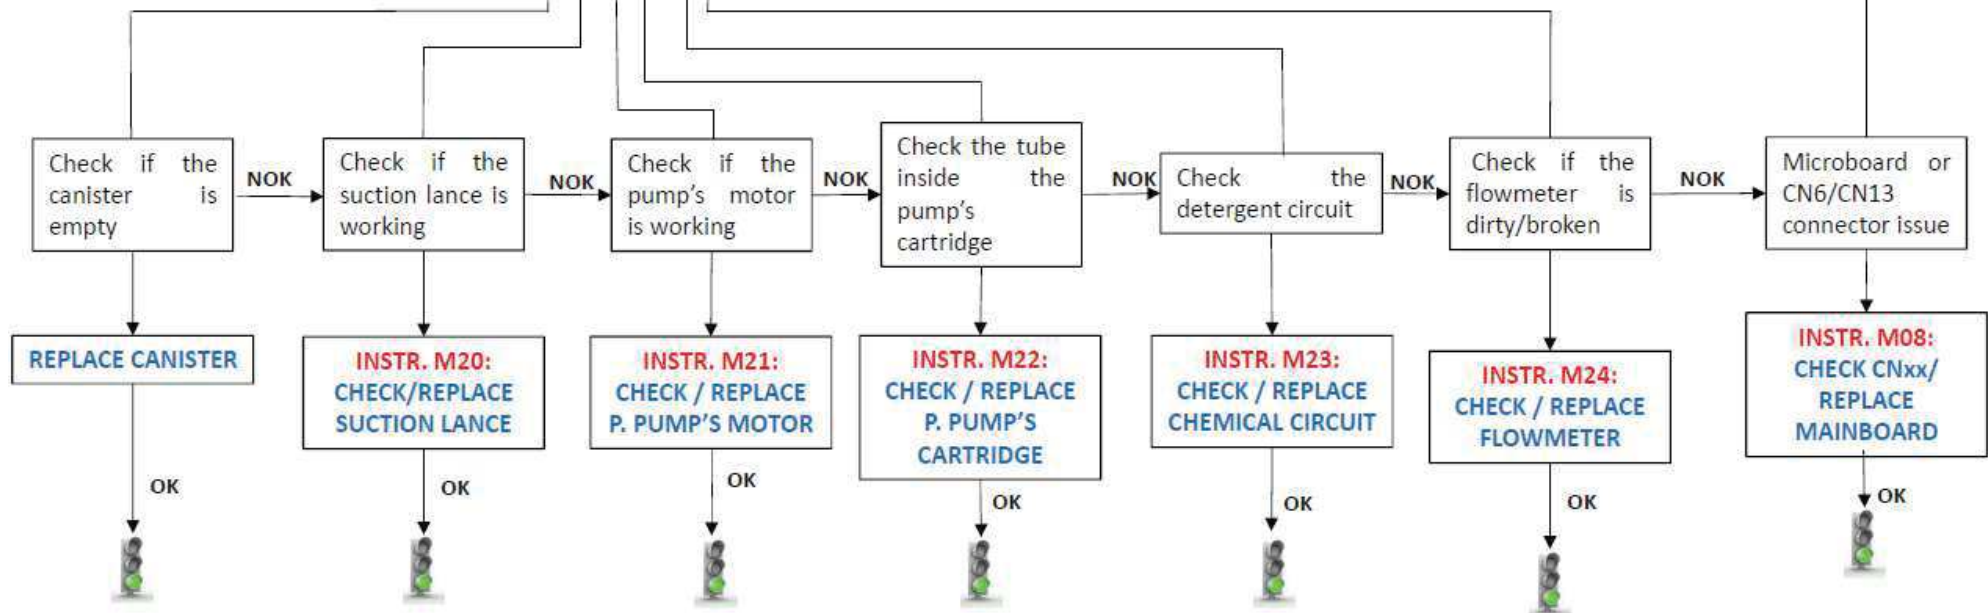 Check if the
canister is
empty
NOK
Check if the
suction lance is
working
NOK
Check if the
pump's motor
is working
NOK
Check the tube
inside the
pump's
cartridge
NOK
Check the
detergent circuit
NOK
Check if the
flowmeter is
dirty/broken
NOK
Microboard or
CN6/CN13
connector issue
REPLACE CANISTER
INSTR. M20:
CHECK/REPLACE
SUCTION LANCE
INSTR. M21:
CHECK / REPLACE
P. PUMP'S MOTOR
INSTR. M22:
CHECK / REPLACE
P. PUMP'S
CARTRIDGE
INSTR. M23:
CHECK / REPLACE
CHEMICAL CIRCUIT
INSTR. M24:
CHECK / REPLACE
FLOWMETER
INSTR. M08:
CHECK CNxx/
REPLACE
MAINBOARD
OK
OK
OK
OK
OK
OK
OK